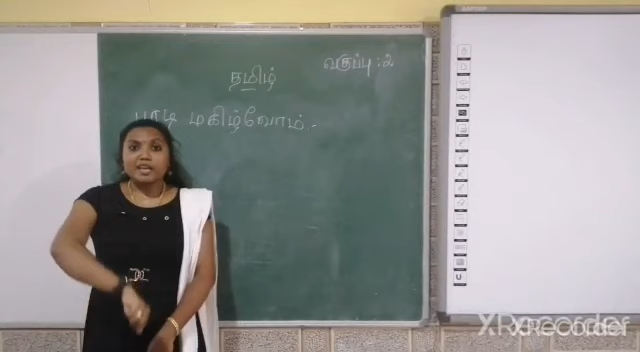 வகுப்பு : 2
தமிழ்
பாடி மகிழ்வோம் .-
XRecorder